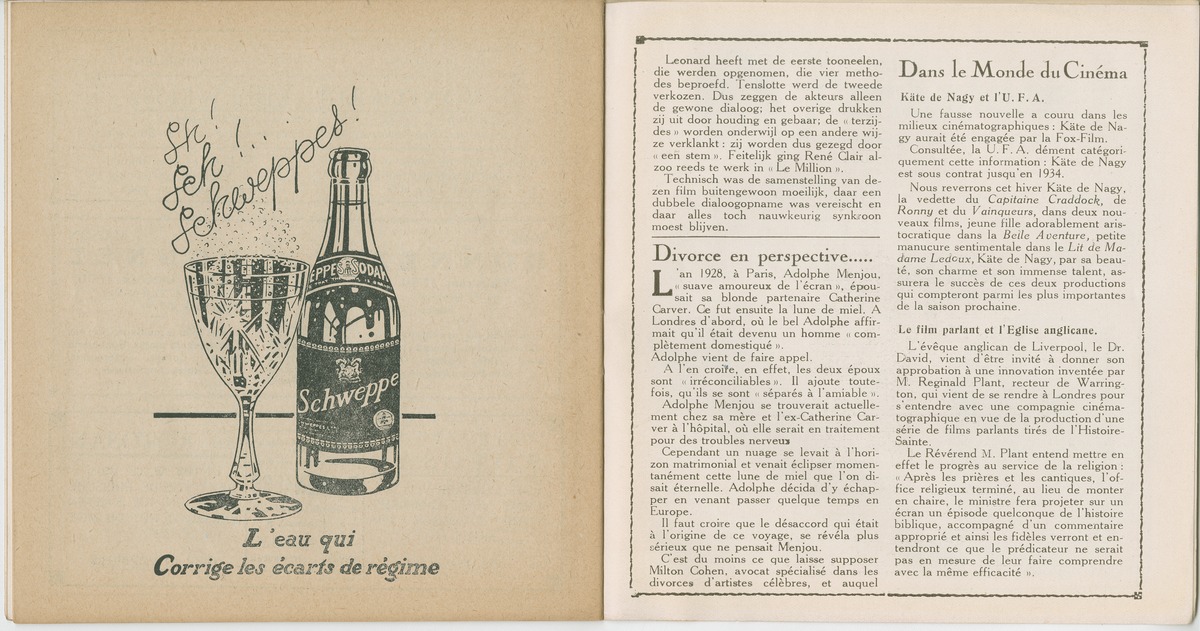 Sch!
Sch!..
Schweppes!
EPPES SODA
Schweppe
L'eau qui
Corrige les écarts de régime
Leonard heeft met de eerste tooneelen,
die werden opgenomen, die vier metho-
des beproefd. Tenslotte werd de tweede
verkozen. Dus zeggen de akteurs alleen
de gewone dialoog; het overige drukken
zij uit door houding en gebaar; de « terzij-
des » worden onderwijl op een andere wij-
ze verklankt : zij worden dus gezegd door
« een stem ». Feitelijk ging René Clair al-
zoo reeds te werk in « Le Million ».
Technisch was de samenstelling van de-
zen film buitengewoon moeilijk, daar een
dubbele dialoogopname was vereischt en
daar alles toch nauwkeurig synkroon
moest blijven.
Divorce en perspective.....
L'an 1928, à Paris, Adolphe Menjou,
« suave amoureux de l'écran », épou-
sait sa blonde partenaire Catherine
Carver. Ce fut ensuite la lune de miel. A
Londres d'abord, où le bel Adolphe affir-
mait qu'il était devenu un homme « com-
plètement domestiqué ».
Adolphe vient de faire appel.
A l'en croire, en effet, les deux époux
sont « irréconciliables ». Il ajoute toute-
fois, qu'ils se sont « séparés à l'amiable ».
Adolphe Menjou se trouverait actuelle-
ment chez sa mère et l'ex-Catherine Car-
ver à l'hôpital, où elle serait en traitement
pour des troubles nerveux
Cependant un nuage se levait à l'hori-
zon matrimonial et venait éclipser momen-
tanément cette lune de miel que l'on di-
sait éternelle. Adolphe décida d'y échap-
per en venant passer quelque temps en
Europe.
Il faut croire que le désaccord qui était
à l'origine de ce voyage, se révéla plus
sérieux que ne pensait Menjou.
C'est du moins ce que laisse supposer
Milton Cohen, avocat spécialisé dans les
divorces d'artistes célèbres, et auquel
Dans le Monde du Cinéma
Käte de Nagy et l'U. F. A.
Une fausse nouvelle a couru dans les
milieux cinématographiques : Käte de Na-
gy aurait été engagée par la Fox-Film.
Consultée, la U. F. A. dément catégori-
quement cette information : Käte de Nagy
est sous contrat jusqu'en 1934.
Nous reverrons cet hiver Käte de Nagy,
la vedette du Capitaine Craddock, de
Ronny et du Vainqueurs, dans deux nou-
veaux films, jeune fille adorablement aris-
tocratique dans la Belle Aventure, petite
manucure sentimentale dans le Lit de Ma-
dame Ledoux, Käte de Nagy, par sa beau-
té, son charme et son immense talent, as-
surera le succès de ces deux productions
qui compteront parmi les plus importantes
de la saison prochaine.
Le film parlant et l'Eglise anglicane.
L'évêque anglican de Liverpool, le Dr.
David, vient d'être invité à donner son
approbation à une innovation inventée par
M. Reginald Plant, recteur de Warring-
ton, qui vient de se rendre à Londres pour
s'entendre avec une compagnie cinéma-
tographique en vue de la production d'une
série de films parlants tirés de l'Histoire-
Sainte.
Le Révérend M. Plant entend mettre en
effet le progrès au service de la religion :
« Après les prières et les cantiques, l'of-
fice religieux terminé, au lieu de monter
en chaire, le ministre fera projeter sur un
écran un épisode quelconque de l'histoire
biblique, accompagné d'un commentaire
approprié et ainsi les fidèles verront et en-
tendront ce que le prédicateur ne serait
pas en mesure de leur faire comprendre
avec la même efficacité ».